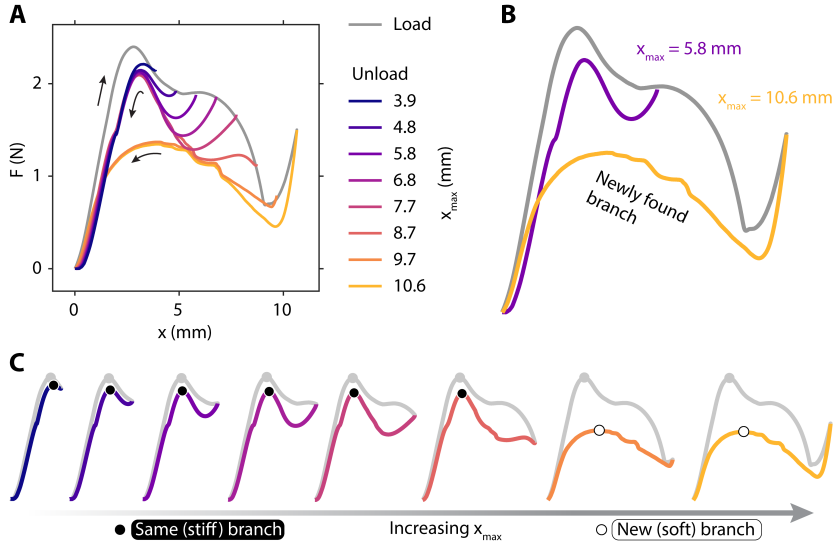 A
F (N)
2
1
0
0
5
10
x (mm)
Load
Unload
3.9
4.8
5.8
6.8
7.7
8.7
9.7
10.6
x_max (mm)
B
x_max = 5.8 mm
x_max = 10.6 mm
Newly found
branch
C
Same (stiff) branch
Increasing x_max
New (soft) branch